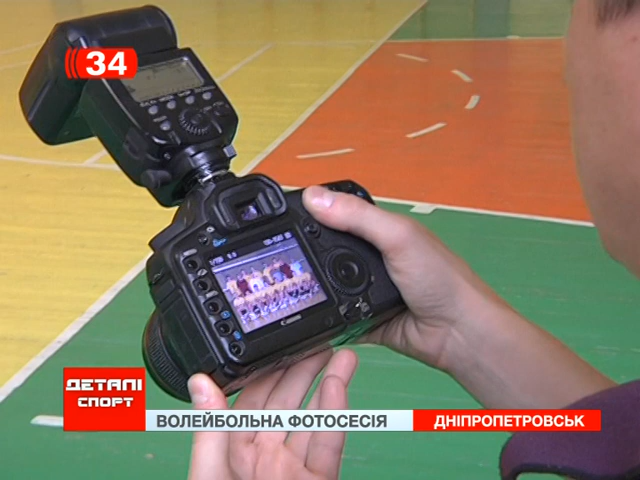 34
Canon
ДЕТАЛІ
СПОРТ
ВОЛЕЙБОЛЬНА ФОТОСЕСІЯ
ДНІПРОПЕТРОВСЬК